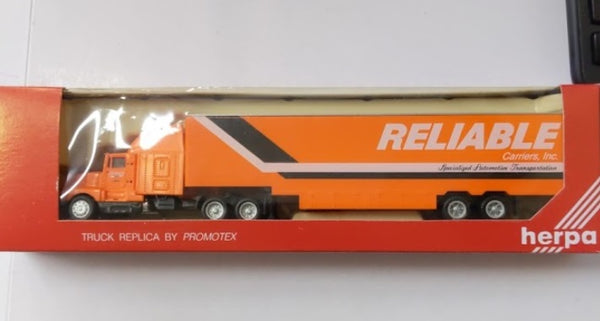 RELIABLE
Carriers, Inc.
Specialized Automotive Transportation
TRUCK REPLICA BY PROMOTEX
herpa